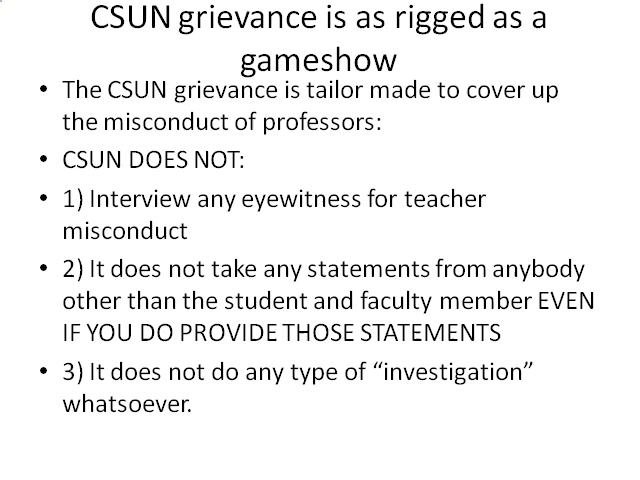 CSUN grievance is as rigged as a
gameshow
• The CSUN grievance is tailor made to cover up
the misconduct of professors:
• CSUN DOES NOT:
• 1) Interview any eyewitness for teacher
misconduct
• 2) It does not take any statements from anybody
other than the student and faculty member EVEN
IF YOU DO PROVIDE THOSE STATEMENTS
• 3) It does not do any type of “investigation”
whatsoever.